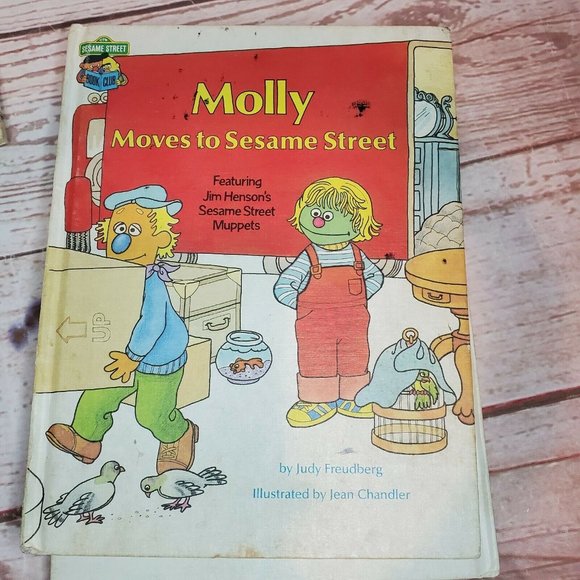 SESAME STREET
BOOK CLUB
Molly
Moves to Sesame Street
Featuring
Jim Henson's
Sesame Street
Muppets
UP
by Judy Freudberg
Illustrated by Jean Chandler